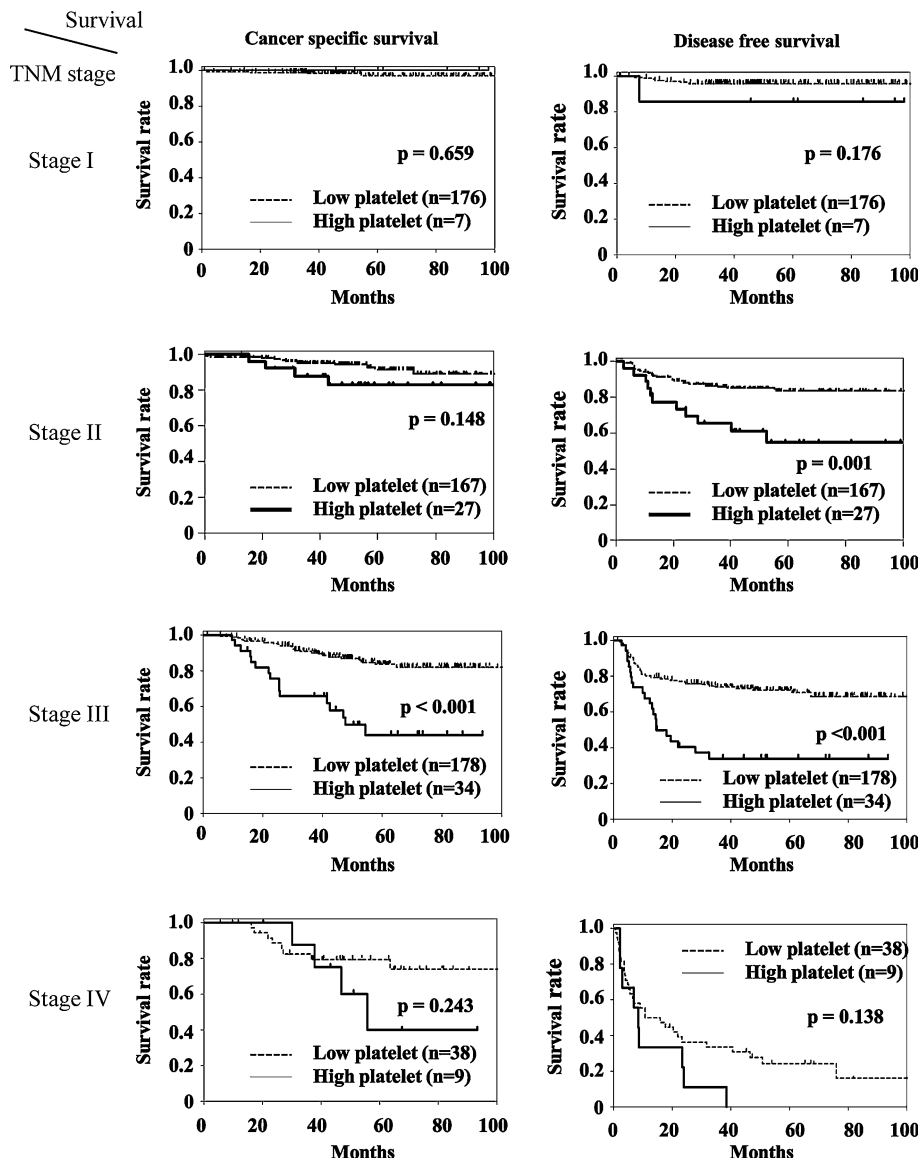 Survival
TNM stage
Cancer specific survival
Disease free survival
Stage I
Survival rate
1.0
0.8
0.6
0.4
0.2
0
p = 0.659
Low platelet (n=176)
High platelet (n=7)
0 20 40 60 80 100
Months
Survival rate
1.0
0.8
0.6
0.4
0.2
0
p = 0.176
Low platelet (n=176)
High platelet (n=7)
0 20 40 60 80 100
Months
Stage II
Survival rate
1.0
0.8
0.6
0.4
0.2
0
p = 0.148
Low platelet (n=167)
High platelet (n=27)
0 20 40 60 80 100
Months
Survival rate
1.0
0.8
0.6
0.4
0.2
0
p = 0.001
Low platelet (n=167)
High platelet (n=27)
0 20 40 60 80 100
Months
Stage III
Survival rate
1.0
0.8
0.6
0.4
0.2
0
p < 0.001
Low platelet (n=178)
High platelet (n=34)
0 20 40 60 80 100
Months
Survival rate
1.0
0.8
0.6
0.4
0.2
0
p <0.001
Low platelet (n=178)
High platelet (n=34)
0 20 40 60 80 100
Months
Stage IV
Survival rate
1.0
0.8
0.6
0.4
0.2
0
p = 0.243
Low platelet (n=38)
High platelet (n=9)
0 20 40 60 80 100
Months
Survival rate
1.0
0.8
0.6
0.4
0.2
0
Low platelet (n=38)
High platelet (n=9)
p = 0.138
0 20 40 60 80 100
Months